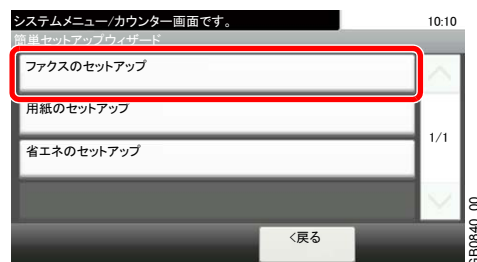 システムメニュー/カウンター画面です。
10:10
簡単セットアップウィザード
ファクスのセットアップ
用紙のセットアップ
1/1
省エネのセットアップ
<戻る
GB0840_00